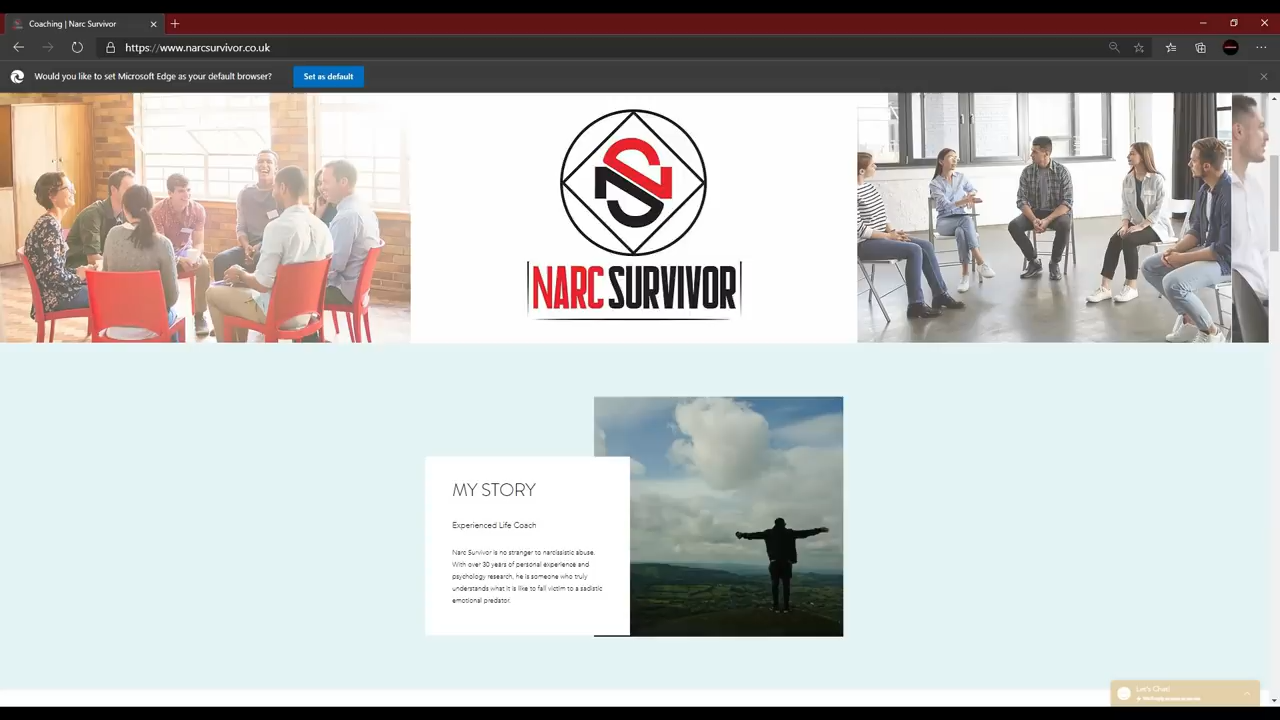 Coaching | Narc Survivor
https://www.narcsurvivor.co.uk
Would you like to set Microsoft Edge as your default browser?
Set as default
NARC SURVIVOR
MY STORY
Experienced Life Coach
Narc Survivor is no stranger to narcissistic abuse.
With over 30 years of personal experience and
psychology research, he is someone who truly
understands what it is like to fall victim to a sadistic
emotional predator.
Let's Chat!